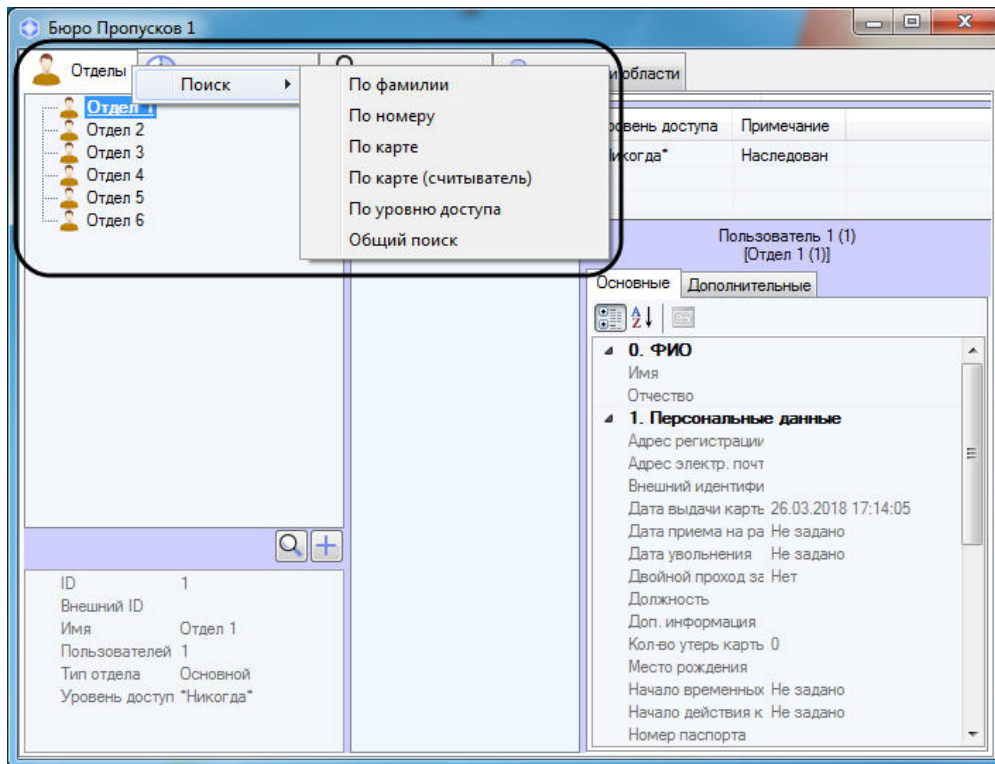 Бюро Пропусков 1
Отделы
области
Поиск
По фамилии
По номеру
По карте
По карте (считыватель)
По уровню доступа
Общий поиск
Отдел 1
Отдел 2
Отдел 3
Отдел 4
Отдел 5
Отдел 6
доступа Примечание
Наследован
Пользователь 1 (1)
[Отдел 1 (1)]
Основные Дополнительные
0. ФИО
Имя
Отчество
1. Персональные данные
Адрес регистрации
Адрес электр. почт
Внешний идентифи
Дата выдачи карты 26.03.2018 17:14:05
Дата приема на ра Не задано
Дата увольнения Не задано
Двойной проход за Нет
Должность
Доп. информация
Кол-во утерь карты 0
Место рождения
Начало временных Не задано
Начало действия к Не задано
Номер паспорта
ID 1
Внешний ID
Имя Отдел 1
Пользователей 1
Тип отдела Основной
Уровень доступ "Никогда"